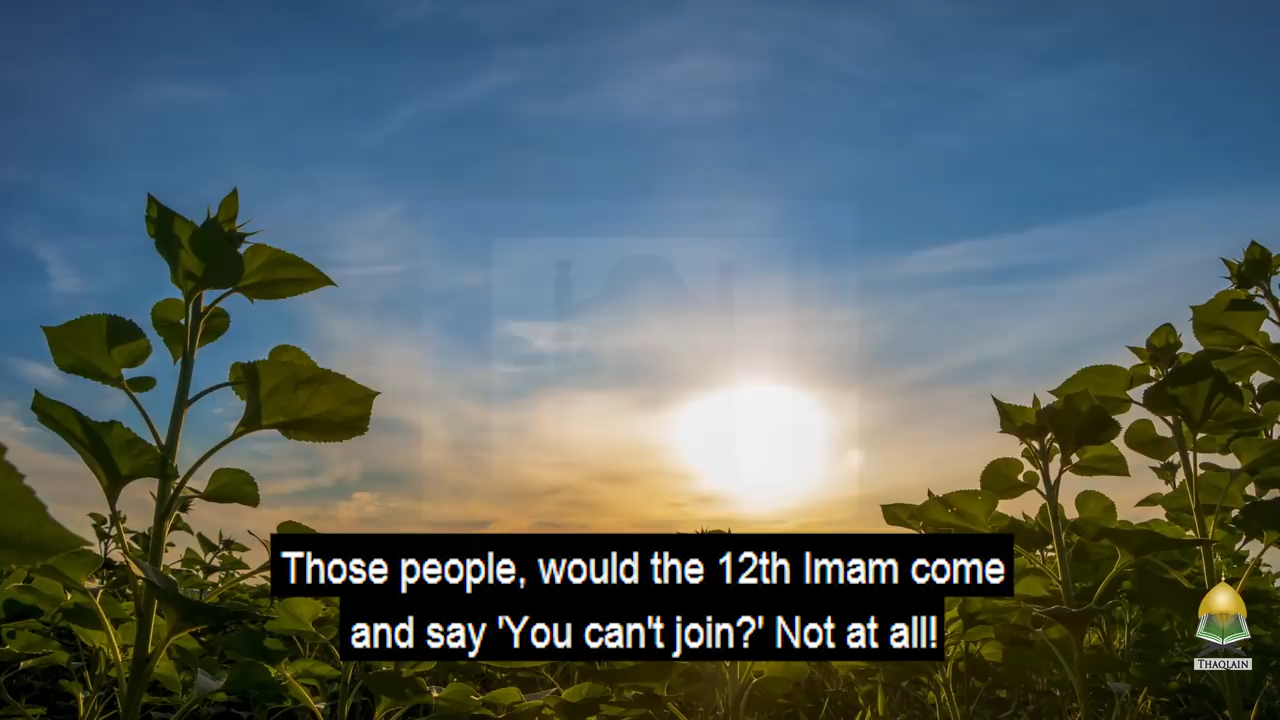 Those people, would the 12th Imam come
and say 'You can't join?' Not at all!
THAQLAIN